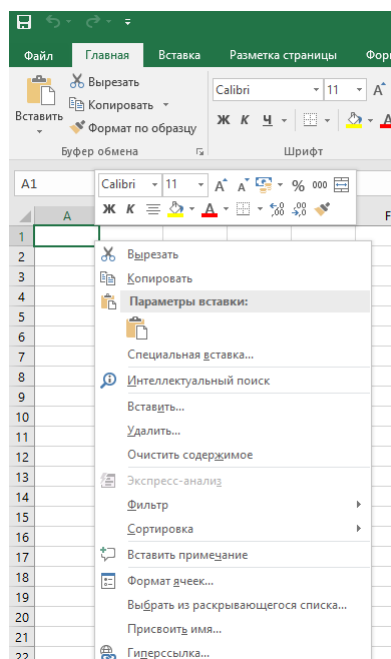 Файл Главная Вставка Разметка страницы Фор
Вырезать
Копировать
Формат по образцу
Вставить
Calibri 11
Ж К Ч
Буфер обмена Шрифт
A1
Calibri 11 % 000
Ж К
A F
1
2 Вырезать
3 Копировать
4 Параметры вставки:
5
6
7 Специальная вставка...
8 Интеллектуальный поиск
9
10 Вставить...
11 Удалить...
12 Очистить содержимое
13 Экспресс-анализ
14 Фильтр
15 Сортировка
16
17 Вставить примечание
18 Формат ячеек...
19 Выбрать из раскрывающегося списка...
20
21 Присвоить имя...
22 Гиперссылка...